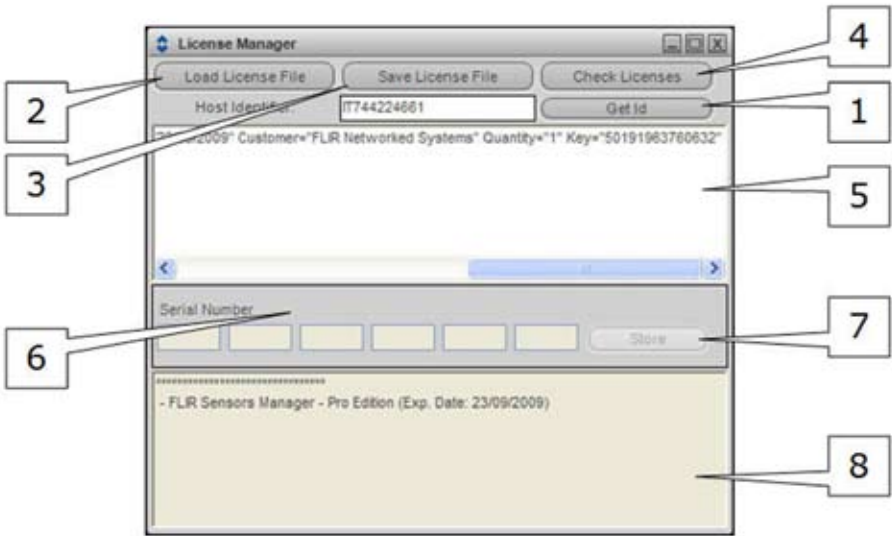 License Manager
Load License File Save License File Check Licenses
Host Identifier: IT744224661 Get Id
/2009" Customer="FLIR Networked Systems" Quantity="1" Key="50191963760632"
Serial Number
Store
- FLIR Sensors Manager - Pro Edition (Exp. Date: 23/09/2009)
1
2
3
4
5
6
7
8